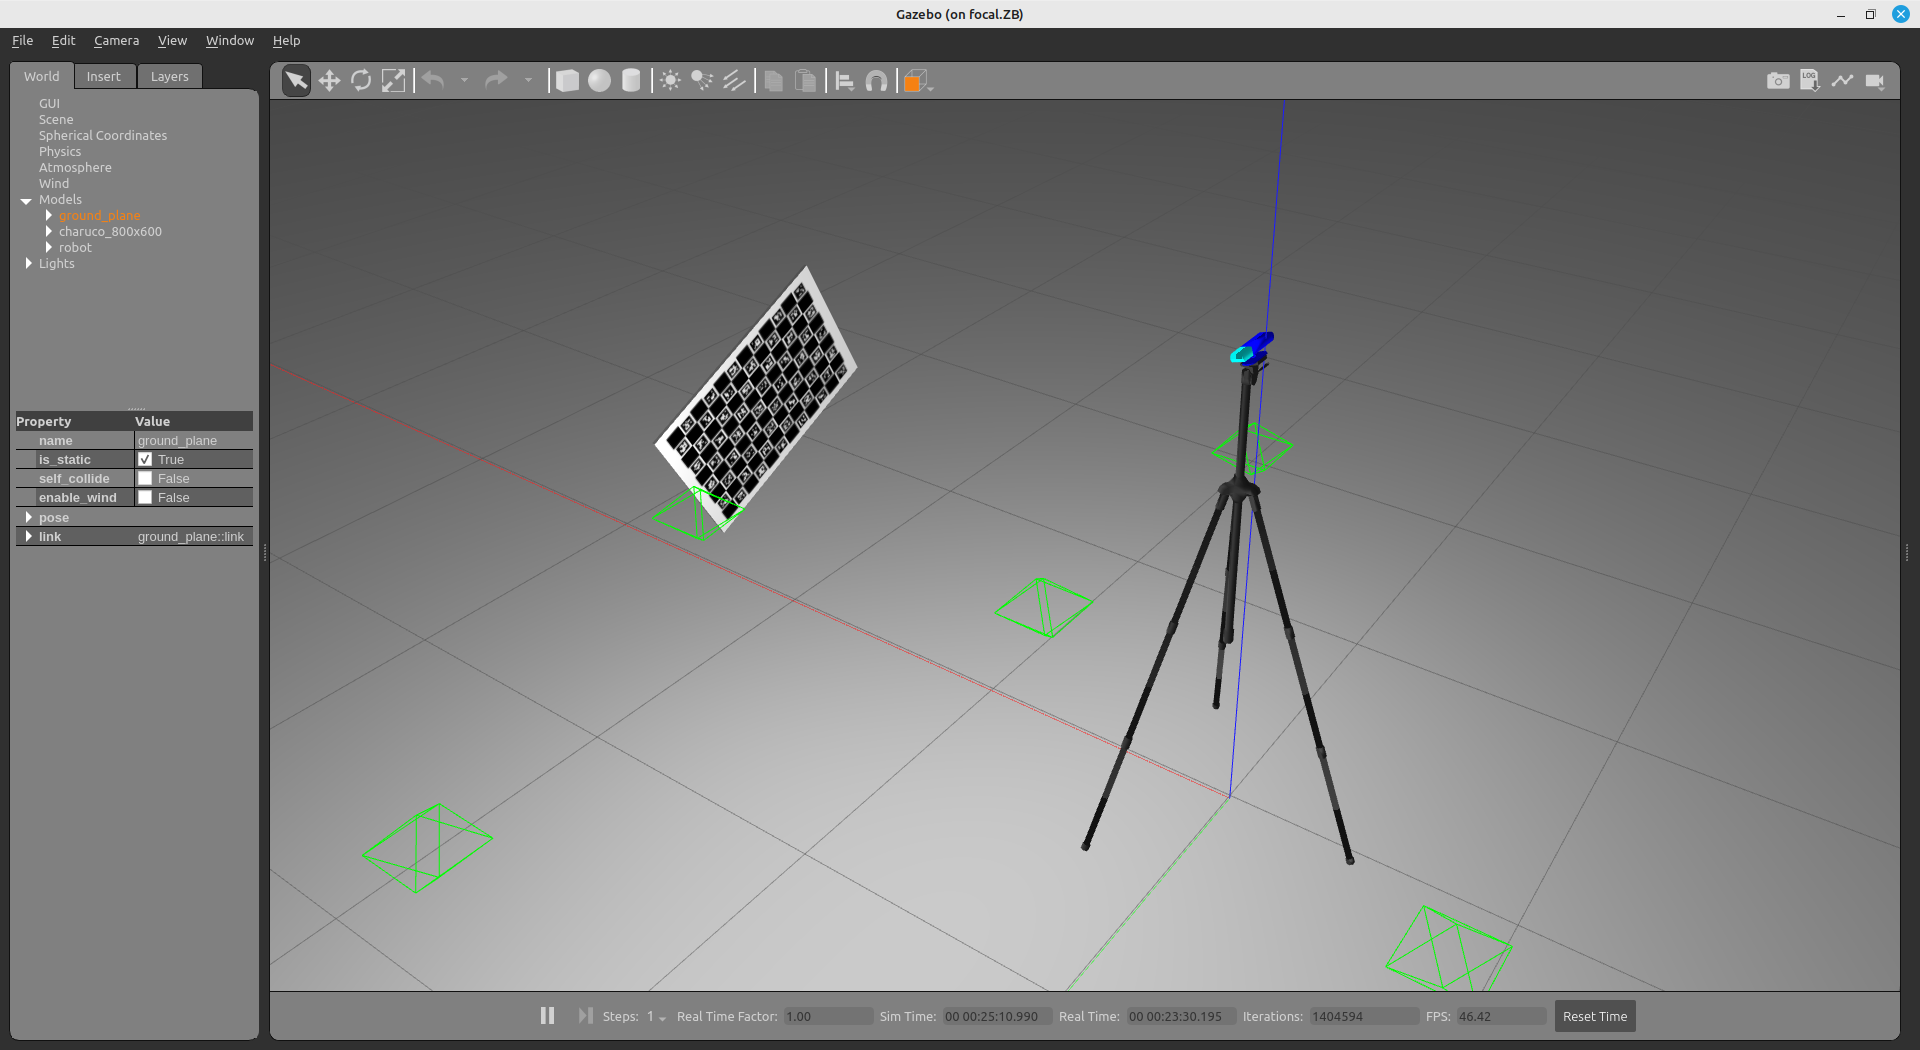 Gazebo (on focal.ZB)
File Edit Camera View Window Help
World Insert Layers
LOG
GUI
Scene
Spherical Coordinates
Physics
Atmosphere
Wind
Models
ground_plane
charuco_800x600
robot
Lights
Property Value
name ground_plane
is_static True
self_collide False
enable_wind False
pose
link ground_plane::link
Steps: 1 Real Time Factor: 1.00 Sim Time: 00 00:25:10.990 Real Time: 00 00:23:30.195 Iterations: 1404594 FPS: 46.42 Reset Time